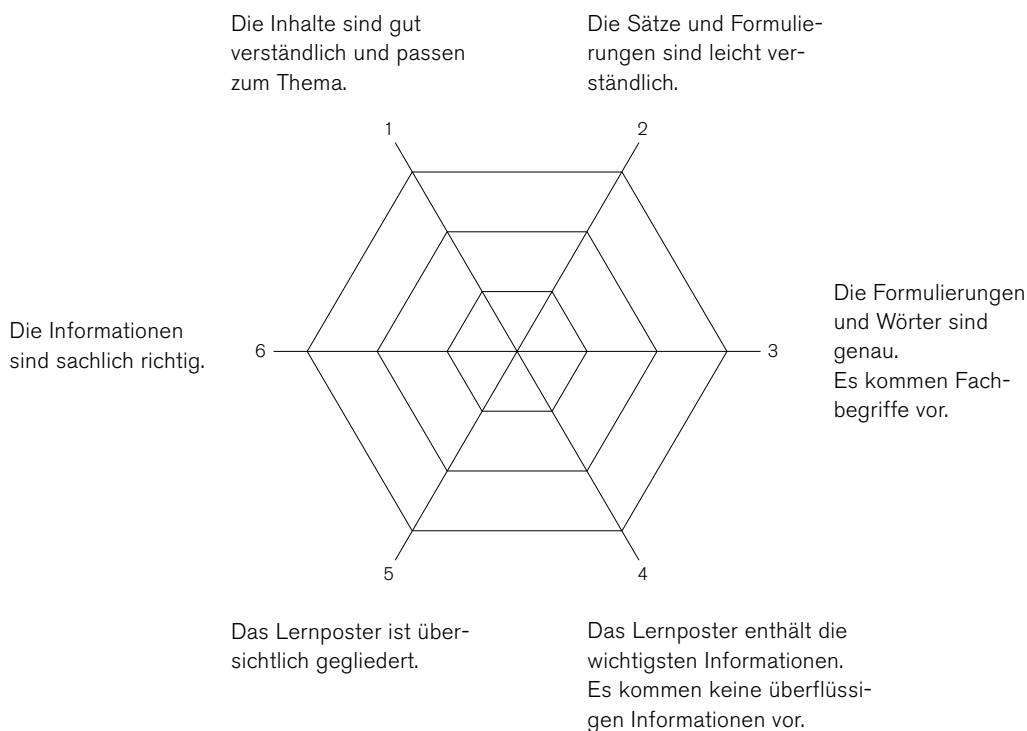 Die Inhalte sind gut
verständlich und passen
zum Thema.
Die Sätze und Formulie-
rungen sind leicht ver-
ständlich.
1
2
Die Formulierungen
und Wörter sind
genau.
Es kommen Fach-
begriffe vor.
3
Die Informationen
sind sachlich richtig.
6
5
4
Das Lernposter ist über-
sichtlich gegliedert.
Das Lernposter enthält die
wichtigsten Informationen.
Es kommen keine überflüssi-
gen Informationen vor.